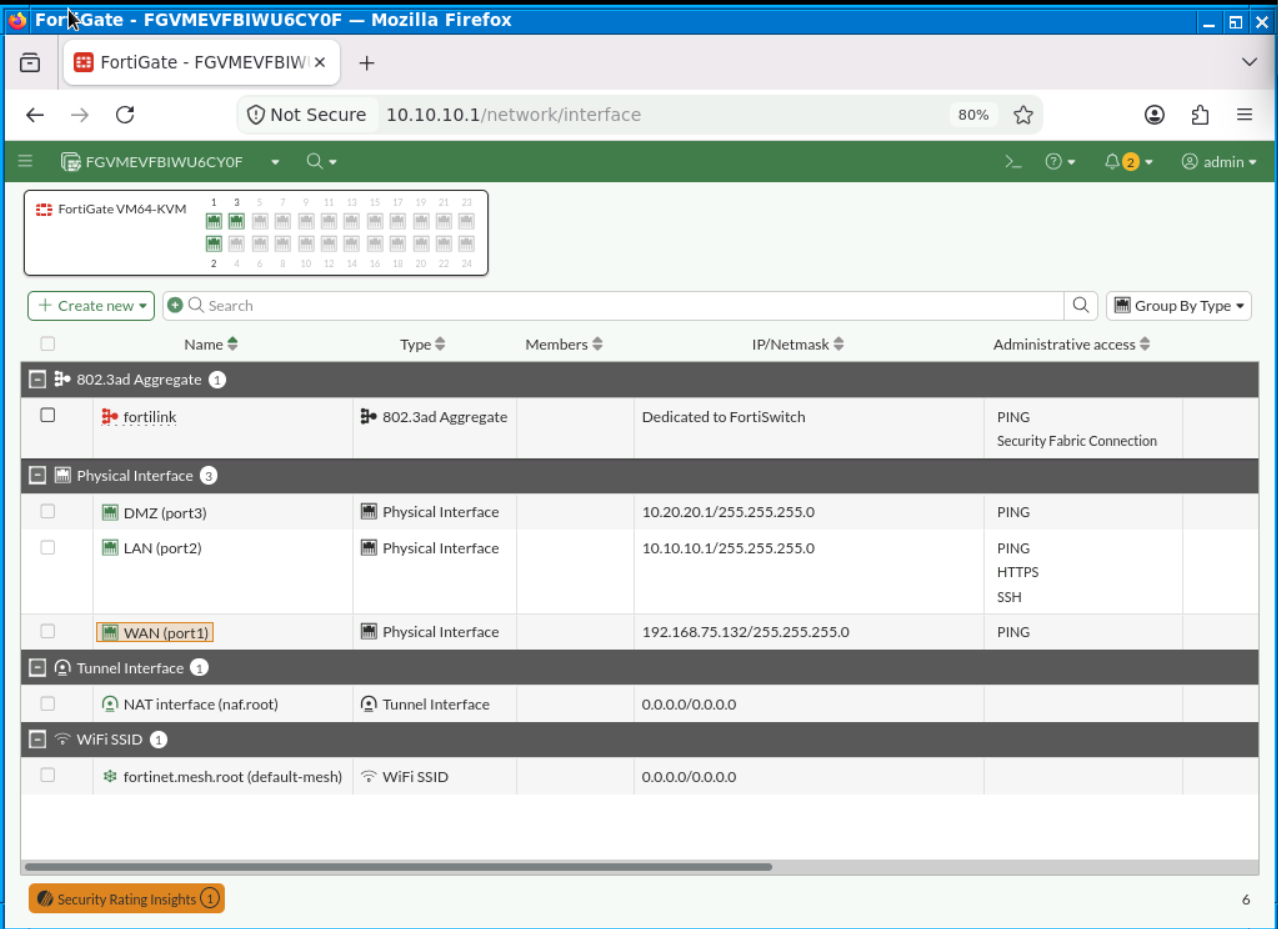 FortiGate - FGVMEVFBIWU6CY0F — Mozilla Firefox
FortiGate - FGVMEVFBIW
Not Secure 10.10.10.1/network/interface 80%
FGVMEVFBIWU6CY0F >_ 2 admin
FortiGate VM64-KVM
1 3 5 7 9 11 13 15 17 19 21 23
2 4 6 8 10 12 14 16 18 20 22 24
+ Create new Search Group By Type
Name Type Members IP/Netmask Administrative access
802.3ad Aggregate 1
fortilink 802.3ad Aggregate Dedicated to FortiSwitch PING
Security Fabric Connection
Physical Interface 3
DMZ (port3) Physical Interface 10.20.20.1/255.255.255.0 PING
LAN (port2) Physical Interface 10.10.10.1/255.255.255.0 PING
HTTPS
SSH
WAN (port1) Physical Interface 192.168.75.132/255.255.255.0 PING
Tunnel Interface 1
NAT interface (naf.root) Tunnel Interface 0.0.0.0/0.0.0.0
WiFi SSID 1
fortinet.mesh.root (default-mesh) WiFi SSID 0.0.0.0/0.0.0.0
Security Rating Insights 1 6